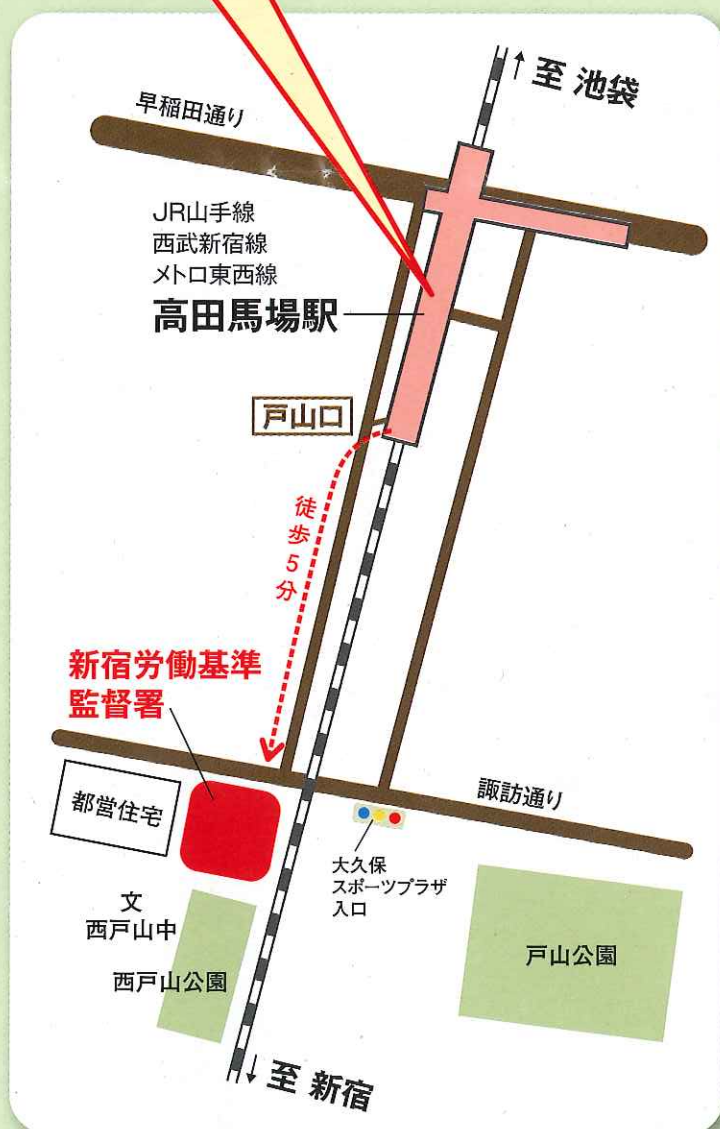 ↑ 至 池袋
早稲田通り
JR山手線
西武新宿線
メトロ東西線
高田馬場駅
戸山口
徒歩5分
新宿労働基準
監督署
都営住宅
諏訪通り
大久保
スポーツプラザ
入口
文
西戸山中
西戸山公園
戸山公園
↓ 至 新宿